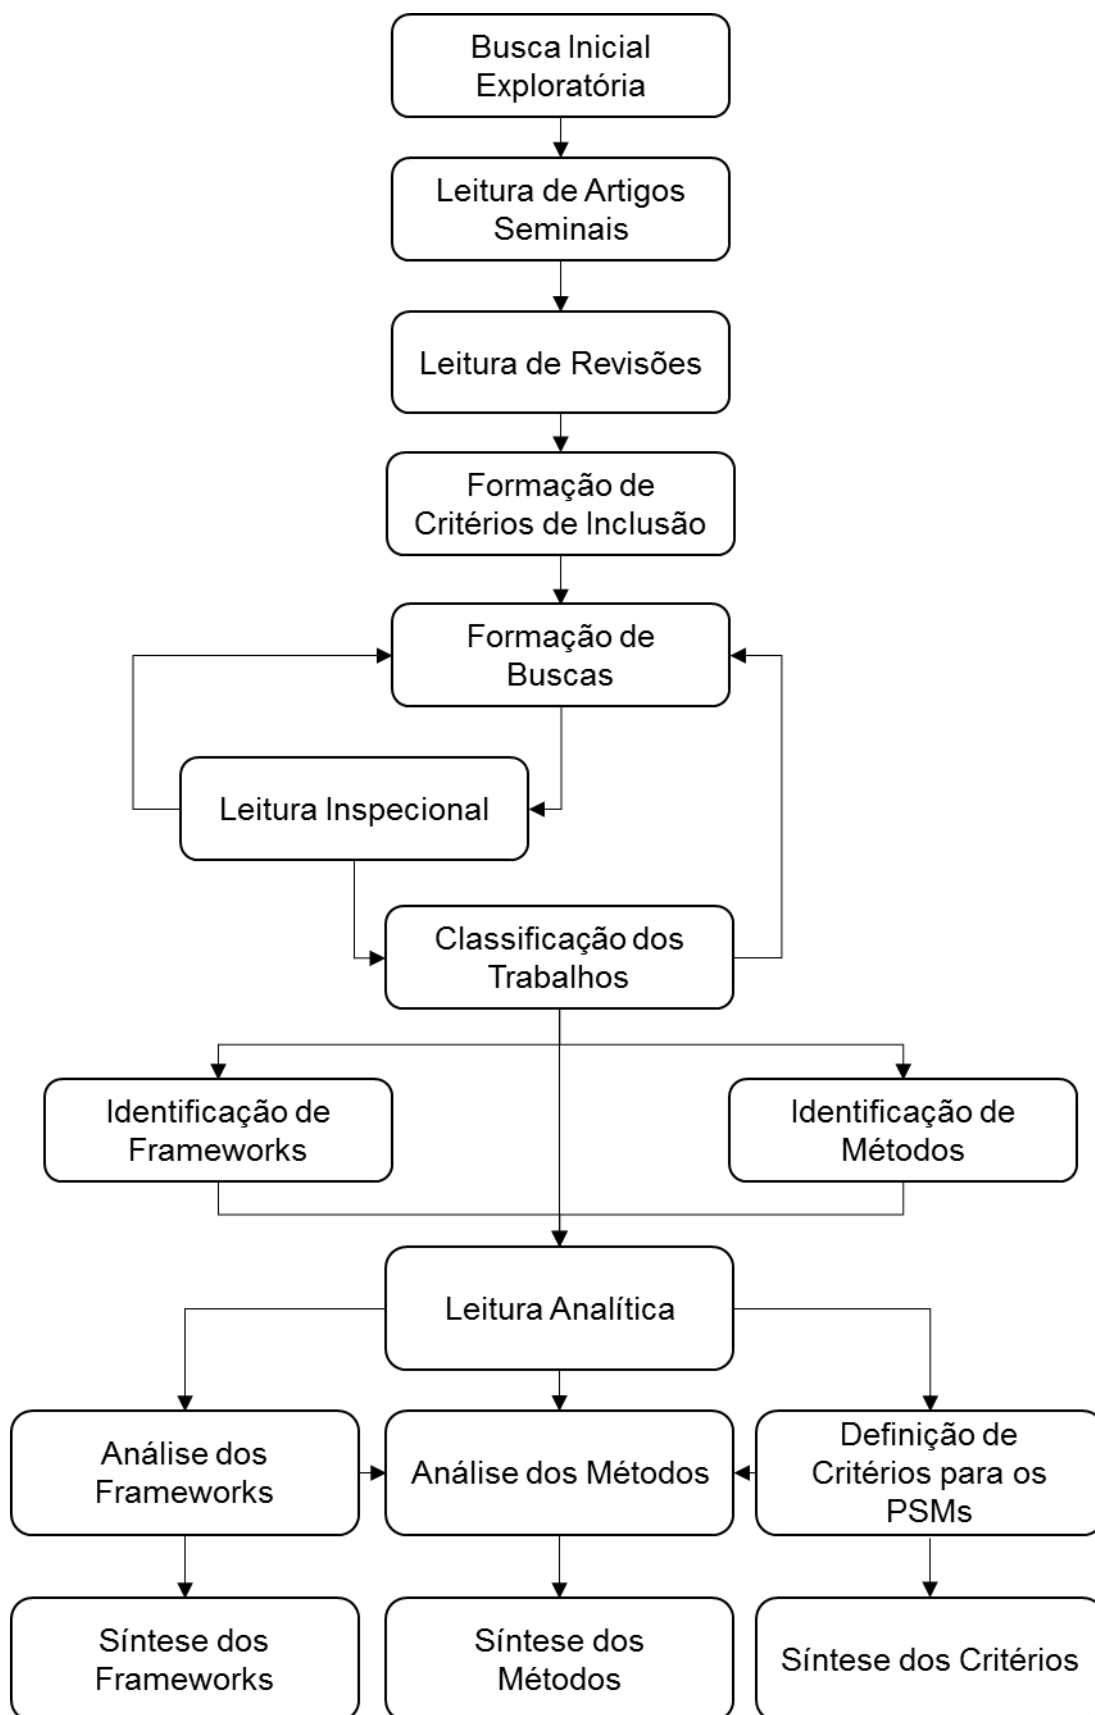 Busca Inicial
Exploratória
Leitura de Artigos
Seminais
Leitura de Revisões
Formação de
Critérios de Inclusão
Formação de
Buscas
Leitura Inspecional
Classificação dos
Trabalhos
Identificação de
Frameworks
Identificação de
Métodos
Leitura Analítica
Análise dos
Frameworks
Análise dos Métodos
Definição de
Critérios para os
PSMs
Síntese dos
Frameworks
Síntese dos
Métodos
Síntese dos Critérios